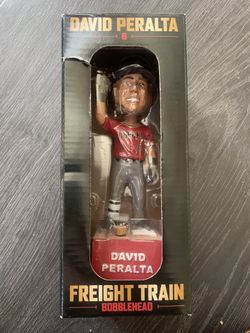 DAVID PERALTA
6
DAVID
PERALTA
FREIGHT TRAIN
BOBBLEHEAD